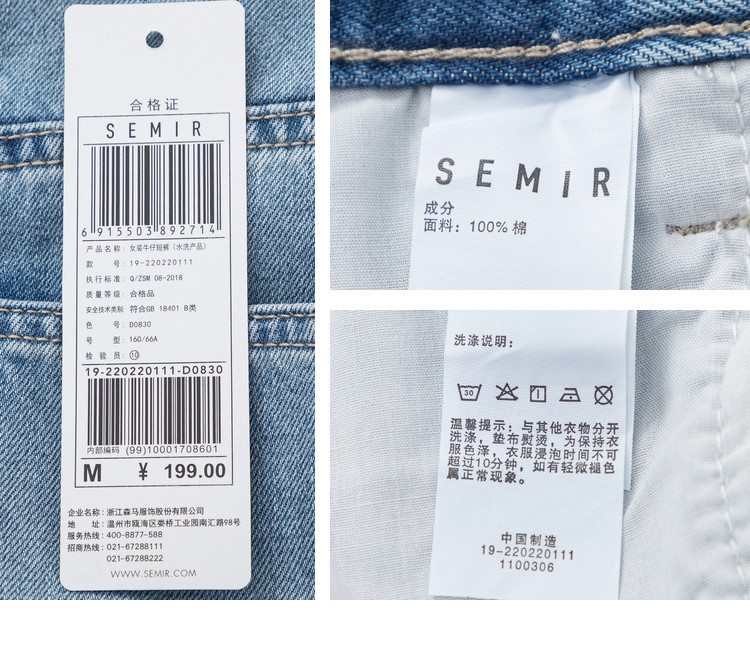 合格证
SEMIR
6 915503 892714
产品名称: 女装牛仔短裤(水洗产品)
款 号: 19-220220111
执行标准: Q/ZSM 08-2018
质量等级: 合格品
安全技术类别: 符合GB 18401 B类
色 号: D0830
号 型: 160/66A
检 验 员: ⑩
19-220220111-D0830
内部编码 (99)10001708601
M ¥ 199.00
企业名称: 浙江森马服饰股份有限公司
地 址: 温州市瓯海区娄桥工业园南汇路98号
服务热线: 400-8877-588
招商热线: 021-67288111
021-67288222
WWW.SEMIR.COM
SEMIR
成分
面料: 100% 棉
洗涤说明:
30
温馨提示: 与其他衣物分开
洗涤, 垫布熨烫, 为保持衣
服色泽, 衣服浸泡时间不可
超过10分钟, 如有轻微褪色
属正常现象。
中国制造
19-220220111
1100306